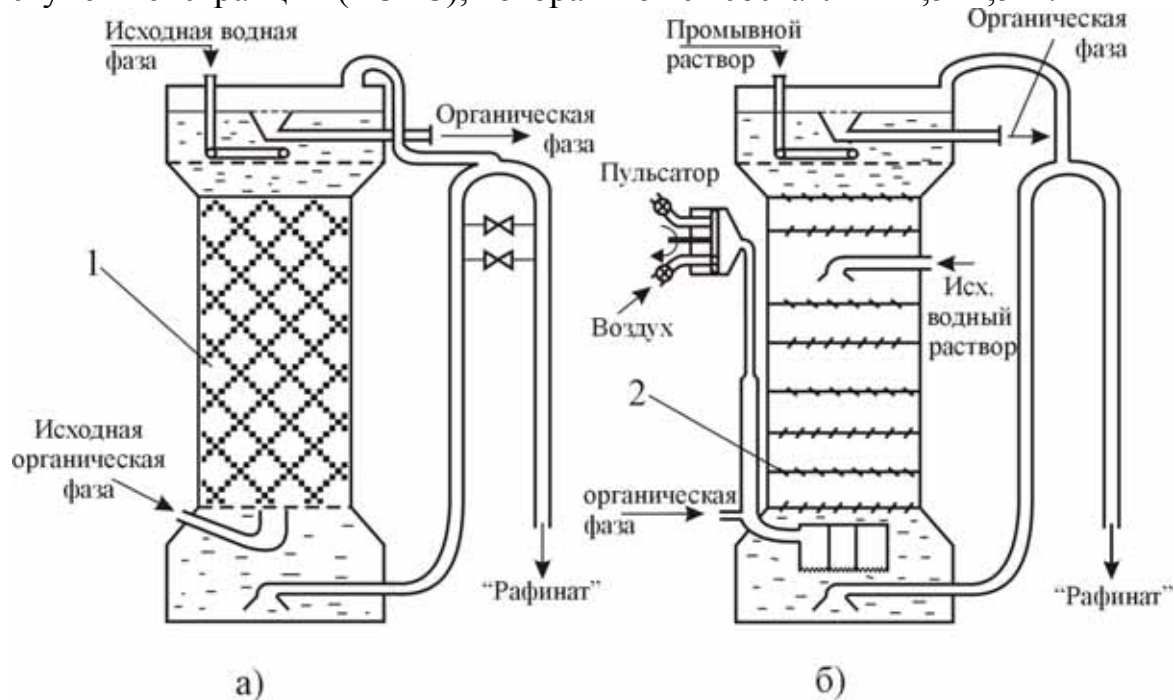 Исходная водная
фаза
Органическая
фаза
1
Исходная
органическая
фаза
“Рафинат”
а)
Промывной
раствор
Органическая
фаза
Пульсатор
Воздух
Исх.
водный
раствор
2
органическая
фаза
“Рафинат”
б)